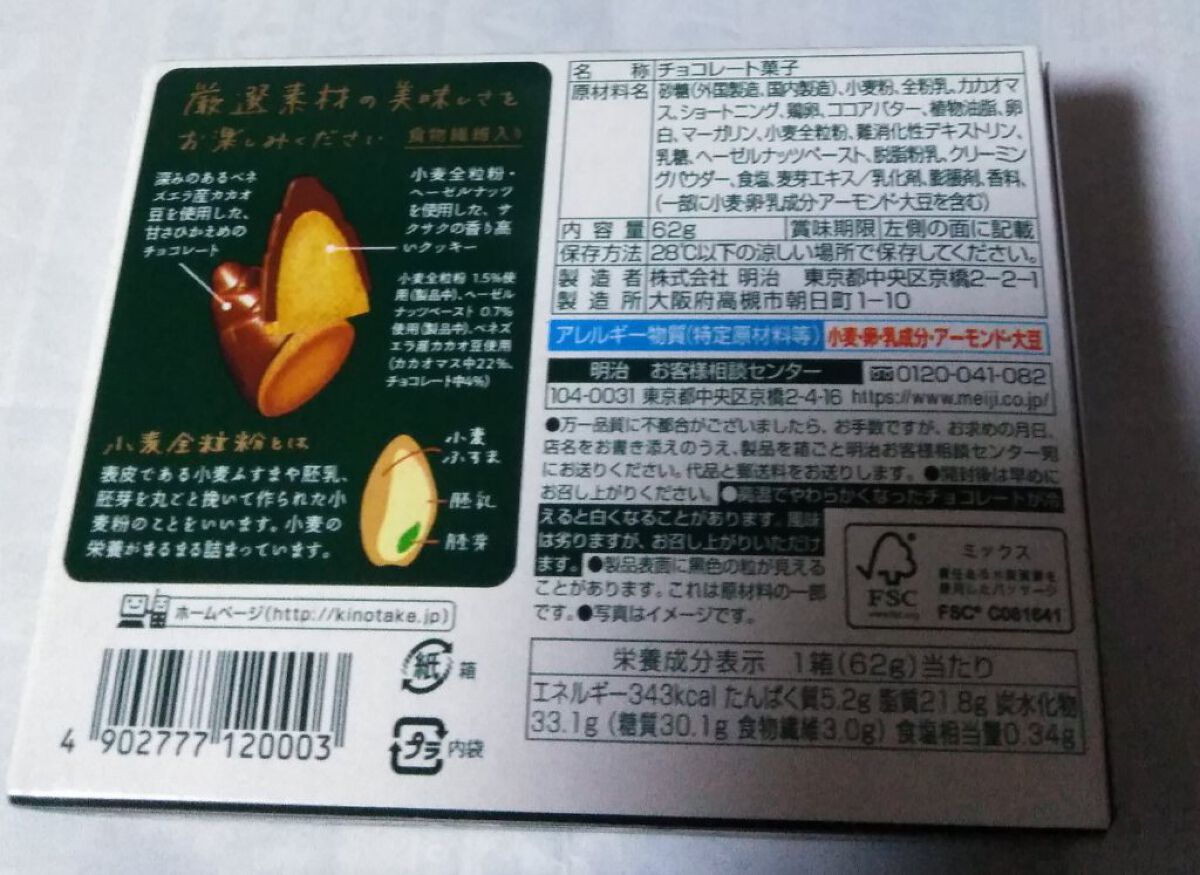 厳選素材の美味しさを
お楽しみください 食物繊維入り
深みのあるベネ
ズエラ産カカオ
豆を使用した、
甘さひかえめの
チョコレート
小麦全粒粉・
ヘーゼルナッツ
を使用した、サ
クサクの香り高
いクッキー
小麦全粒粉 1.5%使
用(製品中)、ヘーゼル
ナッツペースト 0.7%
使用(製品中)、ベネズ
エラ産カカオ豆使用
(カカオマス中22%、
チョコレート中4%)
小麦全粒粉とは
表皮である小麦ふすまや胚乳、
胚芽を丸ごと挽いて作られた小
麦粉のことをいいます。小麦の
栄養がまるまる詰まっています。
小麦
ふすま
胚乳
胚芽
ホームページ(http://kinotake.jp)
4 902777 120003
紙 箱
プラ 内袋
名 称 チョコレート菓子
原材料名 砂糖(外国製造、国内製造)、小麦粉、全粉乳、カカオマ
ス、ショートニング、鶏卵、ココアバター、植物油脂、卵
白、マーガリン、小麦全粒粉、難消化性デキストリン、
乳糖、ヘーゼルナッツペースト、脱脂粉乳、クリーミン
グパウダー、食塩、麦芽エキス/乳化剤、膨脹剤、香料、
(一部に小麦・卵・乳成分・アーモンド・大豆を含む)
内容量 62g 賞味期限 左側の面に記載
保存方法 28℃以下の涼しい場所で保存してください。
製造者 株式会社 明治 東京都中央区京橋2-2-1
製造所 大阪府高槻市朝日町1-10
アレルギー物質(特定原材料等) 小麦・卵・乳成分・アーモンド・大豆
明治 お客様相談センター 0120-041-082
104-0031 東京都中央区京橋2-4-16 https://www.meiji.co.jp/
●万一品質に不都合がございましたら、お手数ですが、お求めの月日、
店名をお書き添えのうえ、製品を箱ごと明治お客様相談センター宛
にお送りください。代品と郵送料をお送りします。●開封後は早めに
お召し上がりください。●常温でやわらかくなったチョコレートが冷
えると白くなることがあります。風味
は劣りますが、お召し上がりいただけ
ます。●製品表面に黒色の粒が見える
ことがあります。これは原材料の一部
です。●写真はイメージです。
FSC
ミックス
責任ある木質資源を
使用したパッケージ
FSC® C081641
栄養成分表示 1箱(62g)当たり
エネルギー343kcal たんぱく質5.2g 脂質21.8g 炭水化物
33.1g (糖質30.1g 食物繊維3.0g) 食塩相当量0.34g